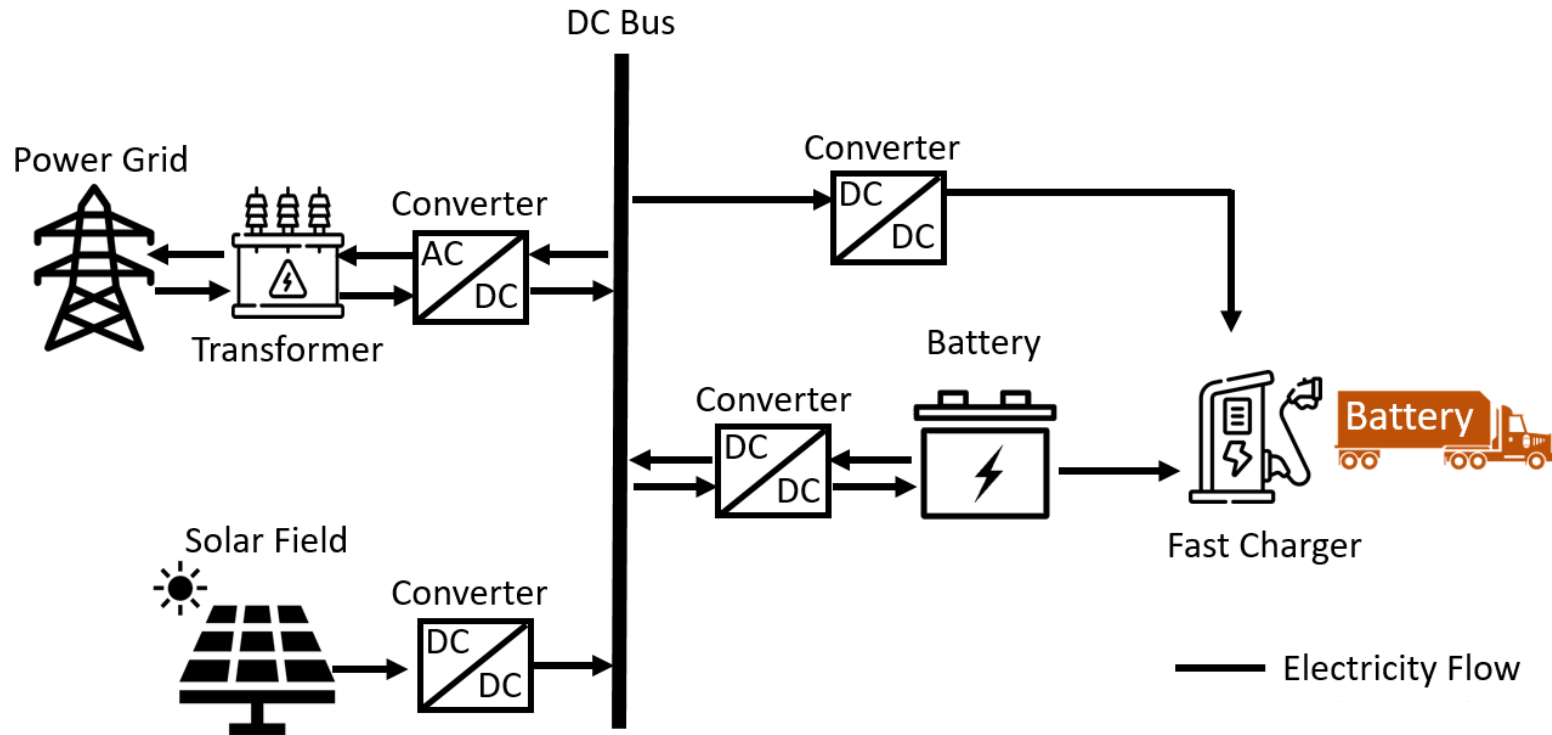 DC Bus
Power Grid
Converter
AC
DC
Transformer
Converter
DC
DC
Converter
DC
DC
Battery
Battery
Fast Charger
Solar Field
Converter
DC
DC
Electricity Flow